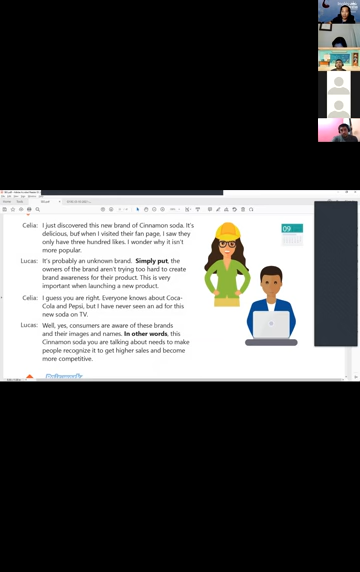 Celia: I just discovered this new brand of Cinnamon soda. It's
delicious, but when I visited their fan page. I saw they
only have three hundred likes. I wonder why it isn't
more popular.
Lucas: It's probably an unknown brand. Simply put, the
owners of the brand aren't trying too hard to create
brand awareness for their product. This is very
important when launching a new product.
Celia: I guess you are right. Everyone knows about Coca-
Cola and Pepsi, but I have never seen an ad for this
new soda on TV.
Lucas: Well, yes, consumers are aware of these brands
and their images and names. In other words, this
Cinnamon soda you are talking about needs to make
people recognize it to get higher sales and become
more competitive.
09